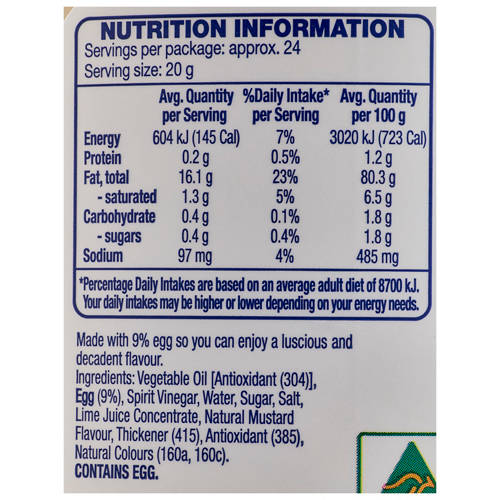 NUTRITION INFORMATION
Servings per package: approx. 24
Serving size: 20 g
Avg. Quantity %Daily Intake* Avg. Quantity
per Serving per Serving per 100 g
Energy 604 kJ (145 Cal) 7% 3020 kJ (723 Cal)
Protein 0.2 g 0.5% 1.2 g
Fat, total 16.1 g 23% 80.3 g
- saturated 1.3 g 5% 6.5 g
Carbohydrate 0.4 g 0.1% 1.8 g
- sugars 0.4 g 0.4% 1.8 g
Sodium 97 mg 4% 485 mg
*Percentage Daily Intakes are based on an average adult diet of 8700 kJ.
Your daily intakes may be higher or lower depending on your energy needs.
Made with 9% egg so you can enjoy a luscious and
decadent flavour.
Ingredients: Vegetable Oil [Antioxidant (304)],
Egg (9%), Spirit Vinegar, Water, Sugar, Salt,
Lime Juice Concentrate, Natural Mustard
Flavour, Thickener (415), Antioxidant (385),
Natural Colours (160a, 160c).
CONTAINS EGG.